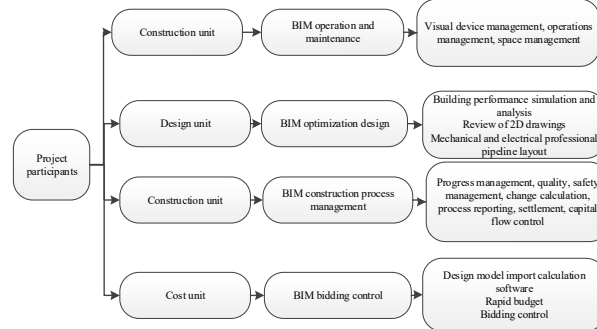 Construction unit
BIM operation and
maintenance
Visual device management, operations
management, space management
Design unit
BIM optimization design
Building performance simulation and
analysis
Review of 2D drawings
Mechanical and electrical professional
pipeline layout
Project
participants
Construction unit
BIM construction process
management
Progress management, quality, safety
management, change calculation,
process reporting, settlement, capital
flow control
Cost unit
BIM bidding control
Design model import calculation
software
Rapid budget
Bidding control